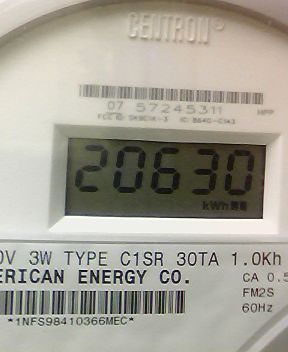 CENTRON®
07 57245311
20630
kWh
0V 3W TYPE C1SR 30TA 1.0Kh
ERICAN ENERGY CO.
CA 0.5
FM2S
60Hz
*1NFS98410366MEC*